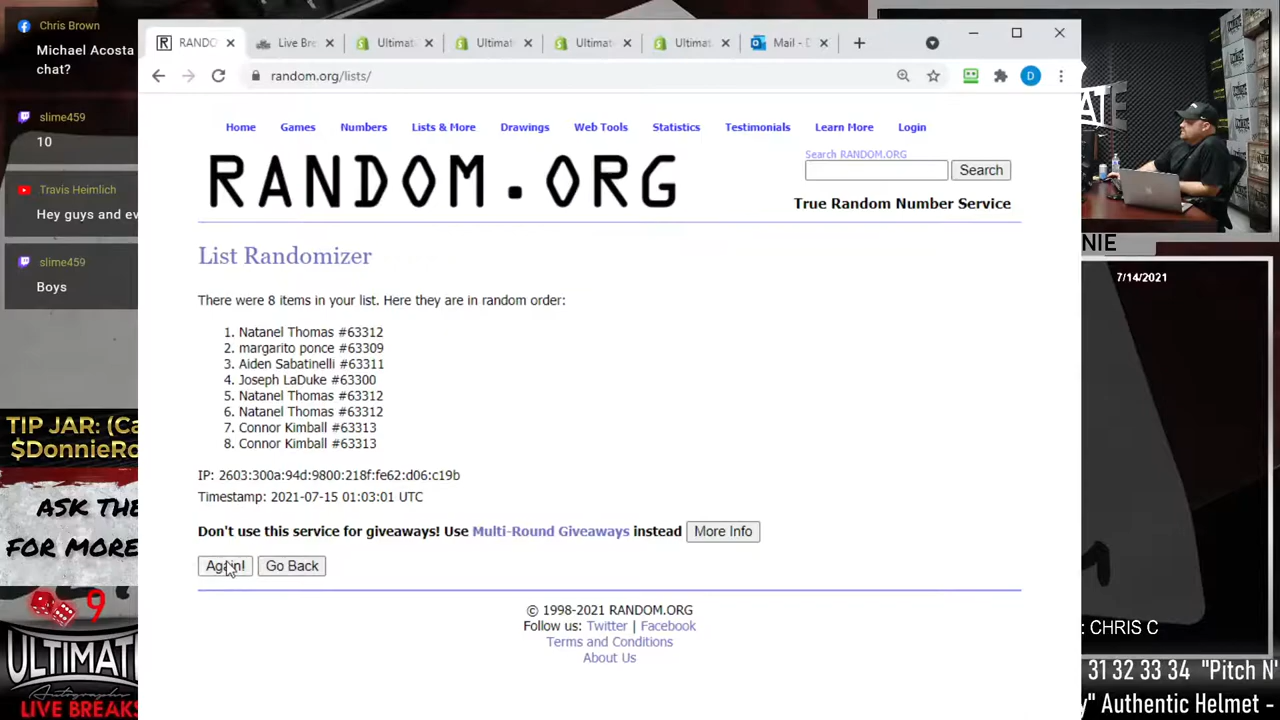 Chris Brown
Michael Acosta
chat?
slime459
10
Travis Heimlich
Hey guys and ev
slime459
Boys
TIP JAR: (Ca
$DonnieRo
ASK THE
FOR MORE
9
ULTIMAT
Autographs
LIVE BREAKS
RANDO
Live Br
Ultimat
Ultimat
Ultimat
Ultimat
Mail - D
random.org/lists/
D
Home
Games
Numbers
Lists & More
Drawings
Web Tools
Statistics
Testimonials
Learn More
Login
RANDOM.ORG
Search RANDOM.ORG
Search
True Random Number Service
List Randomizer
There were 8 items in your list. Here they are in random order:
1. Natanel Thomas #63312
2. margarito ponce #63309
3. Aiden Sabatinelli #63311
4. Joseph LaDuke #63300
5. Natanel Thomas #63312
6. Natanel Thomas #63312
7. Connor Kimball #63313
8. Connor Kimball #63313
IP: 2603:300a:94d:9800:218f:fe62:d06:c19b
Timestamp: 2021-07-15 01:03:01 UTC
Don't use this service for giveaways! Use Multi-Round Giveaways instead More Info
Again! Go Back
© 1998-2021 RANDOM.ORG
Follow us: Twitter | Facebook
Terms and Conditions
About Us
ATE
NIE
7/14/2021
: CHRIS C
31 32 33 34 "Pitch N'
y" Authentic Helmet -